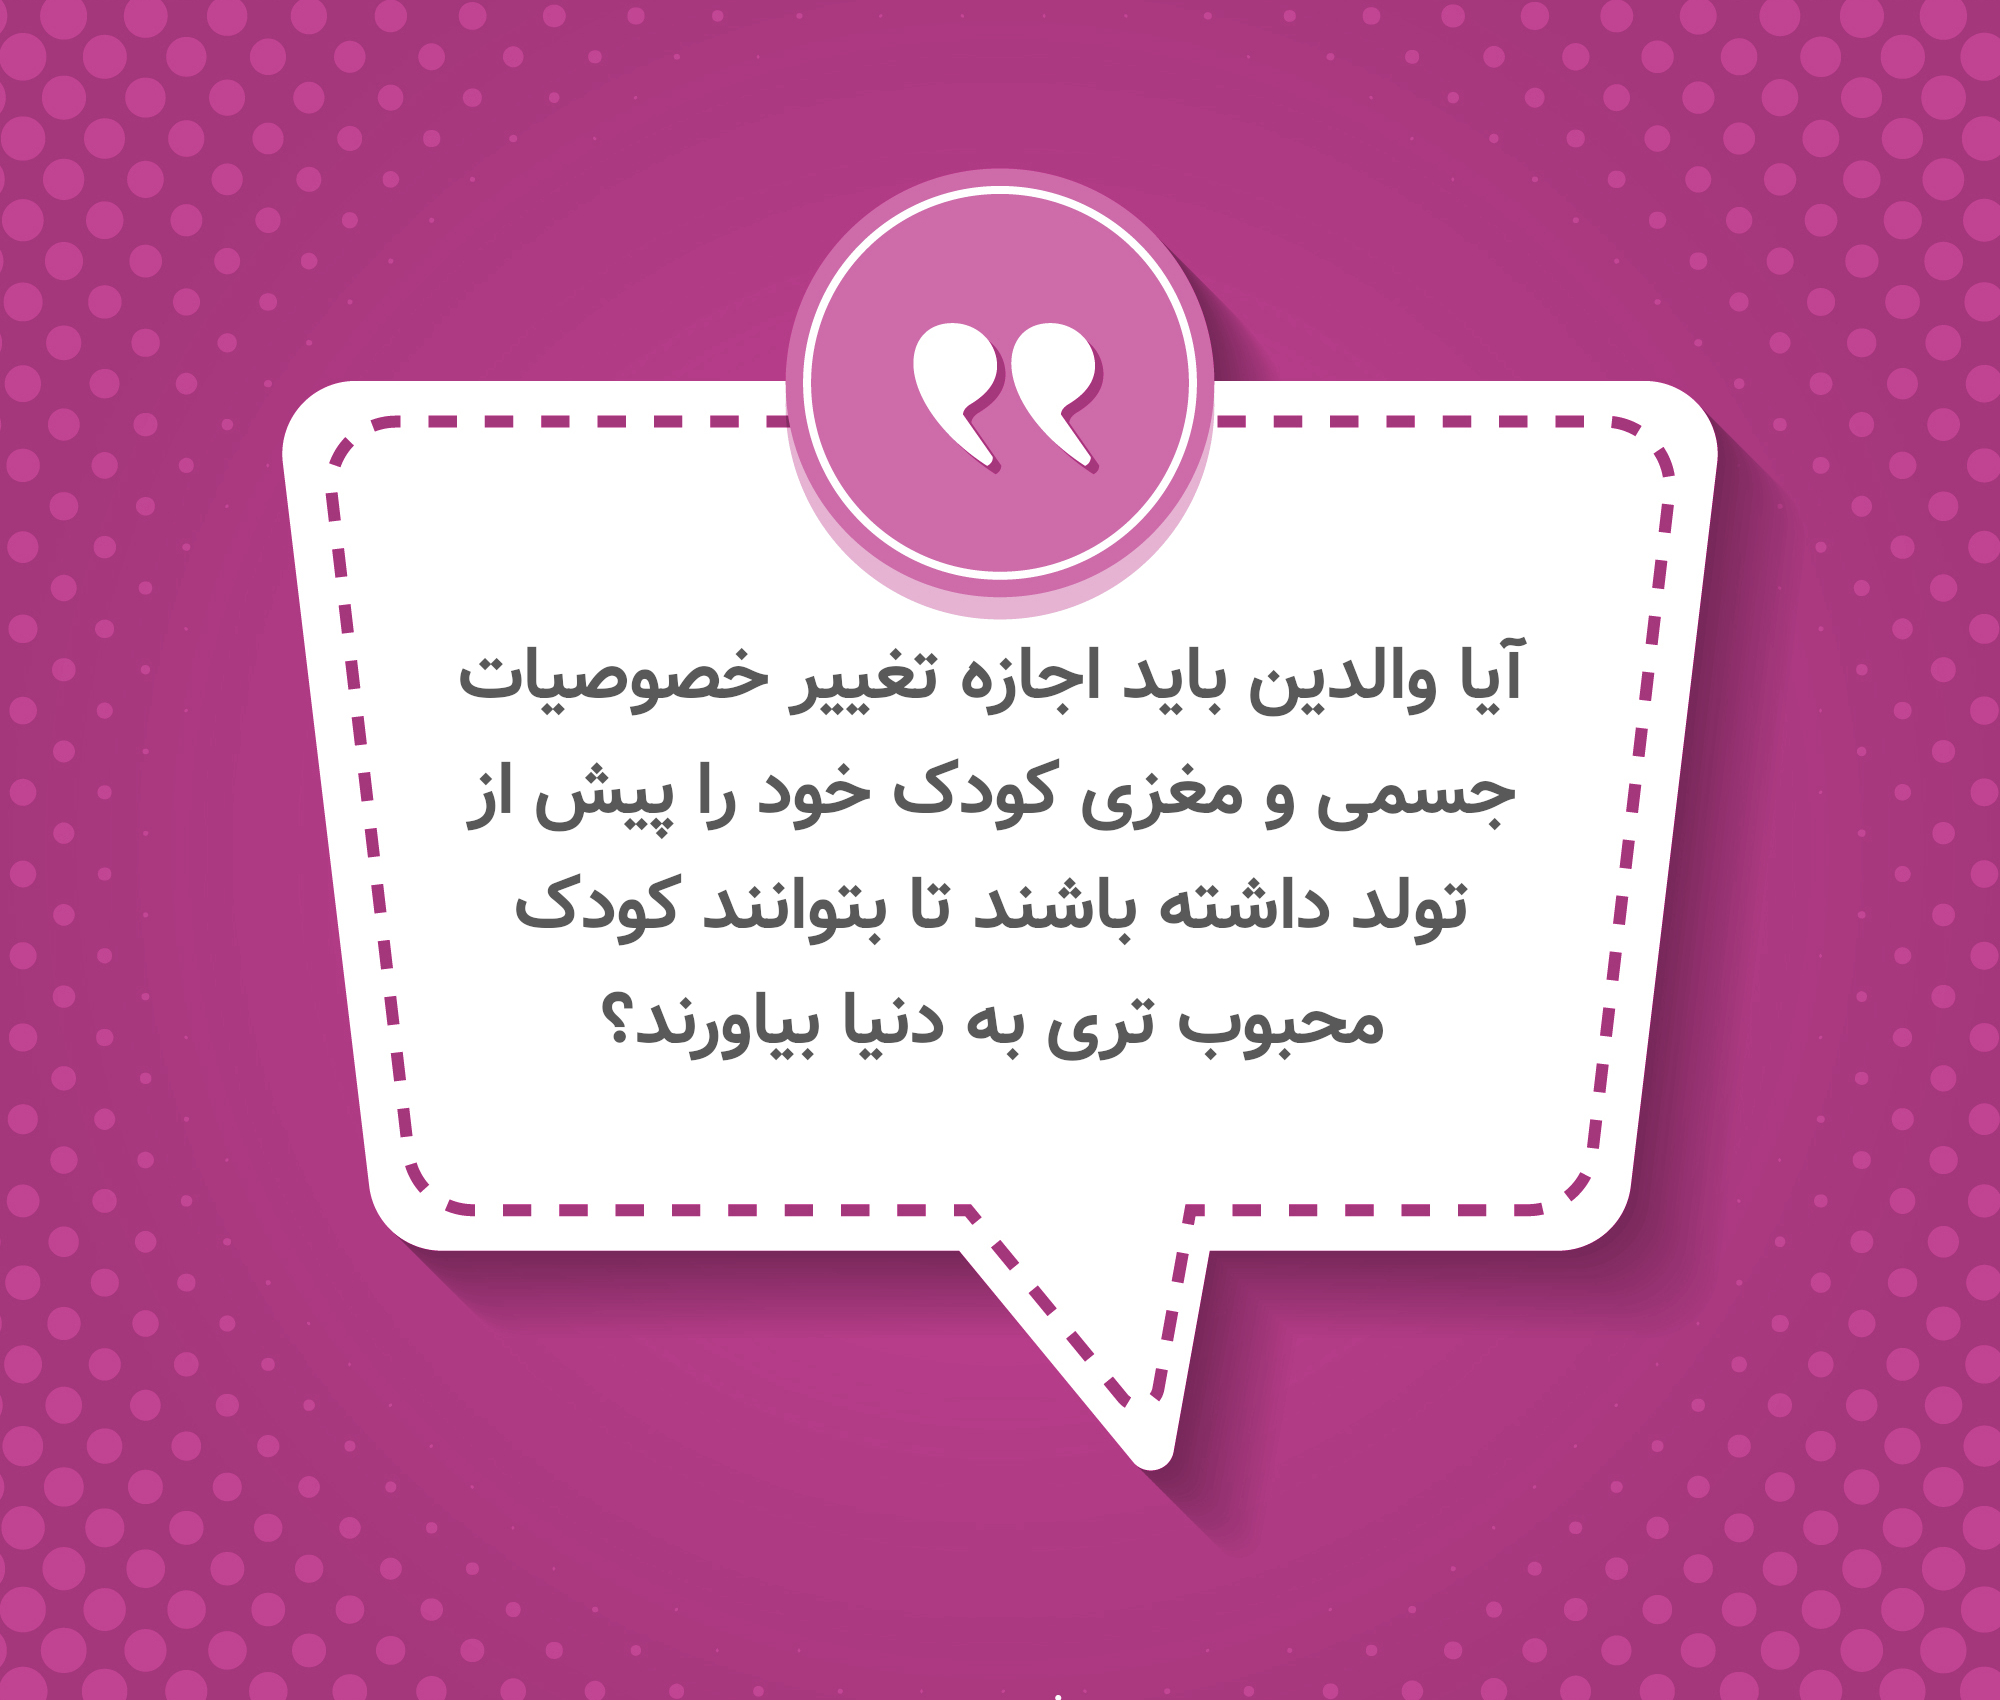 آیا والدین باید اجازه تغییر خصوصیات
جسمی و مغزی کودک خود را پیش از
تولد داشته باشند تا بتوانند کودک
محبوب تری به دنیا بیاورند؟